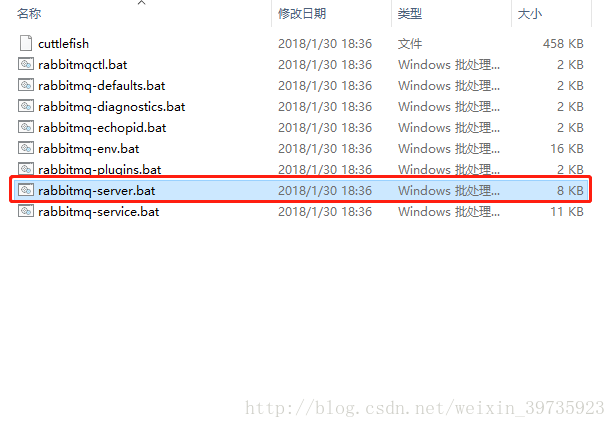 名称 修改日期 类型 大小
cuttlefish 2018/1/30 18:36 文件 458 KB
rabbitmqctl.bat 2018/1/30 18:36 Windows 批处理... 2 KB
rabbitmq-defaults.bat 2018/1/30 18:36 Windows 批处理... 2 KB
rabbitmq-diagnostics.bat 2018/1/30 18:36 Windows 批处理... 2 KB
rabbitmq-echopid.bat 2018/1/30 18:36 Windows 批处理... 2 KB
rabbitmq-env.bat 2018/1/30 18:36 Windows 批处理... 16 KB
rabbitmq-plugins.bat 2018/1/30 18:36 Windows 批处理... 2 KB
rabbitmq-server.bat 2018/1/30 18:36 Windows 批处理... 8 KB
rabbitmq-service.bat 2018/1/30 18:36 Windows 批处理... 11 KB
http://blog.csdn.net/weixin_39735923